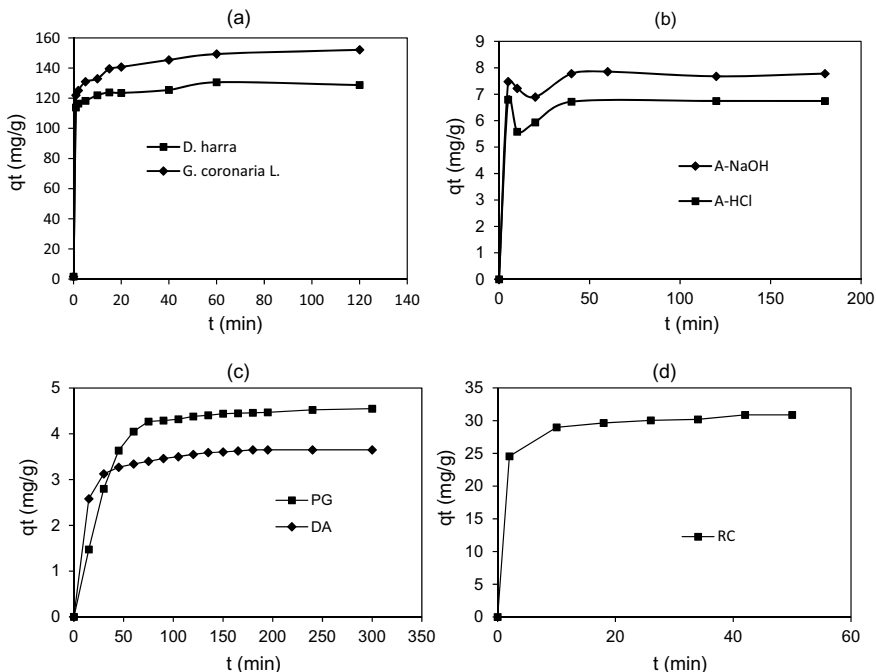 (a)
160
140
120
100
80
60
40
20
0
qt (mg/g)
D. harra
G. coronaria L.
0 20 40 60 80 100 120 140
t (min)
(b)
9
8
7
6
5
4
3
2
1
0
qt (mg/g)
A-NaOH
A-HCl
0 50 100 150 200
t (min)
(c)
5
4
3
2
1
0
qt (mg/g)
PG
DA
0 50 100 150 200 250 300 350
t (min)
(d)
35
30
25
20
15
10
5
0
qt (mg/g)
RC
0 20 40 60
t (min)